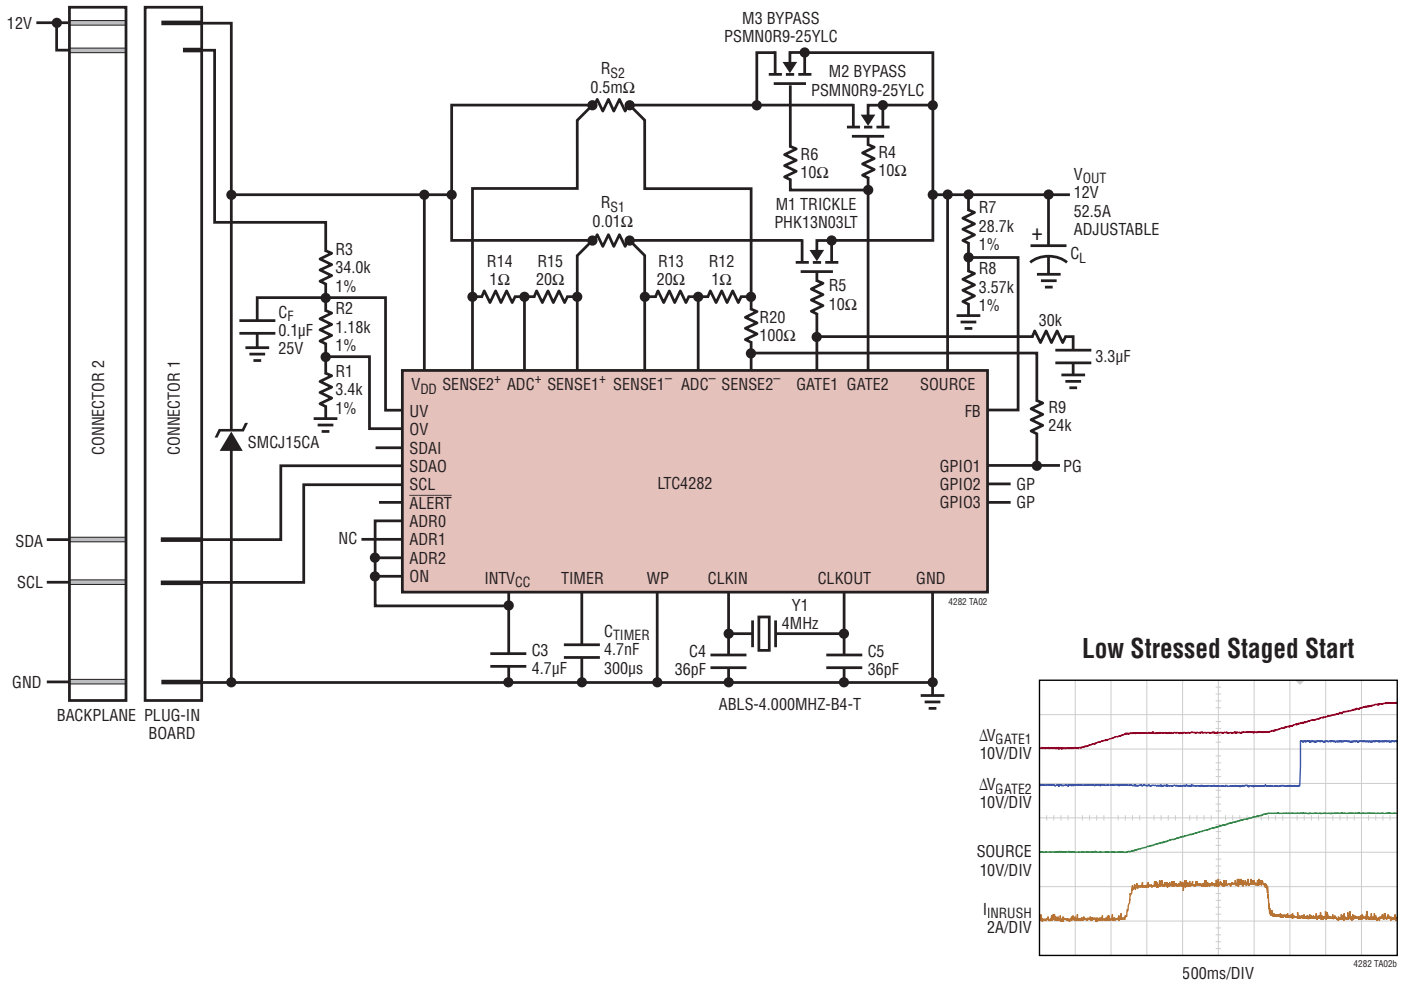 12V
M3 BYPASS
PSMN0R9-25YLC
RS2
0.5mΩ
M2 BYPASS
PSMN0R9-25YLC
R6
10Ω
R4
10Ω
VOUT
12V
52.5A
ADJUSTABLE
M1 TRICKLE
PHK13N03LT
RS1
0.01Ω
R7
28.7k
1%
+
CL
R3
34.0k
1%
R14
1Ω
R15
20Ω
R13
20Ω
R12
1Ω
R5
10Ω
R8
3.57k
1%
CF
0.1µF
25V
R2
1.18k
1%
R20
100Ω
30k
3.3µF
R1
3.4k
1%
VDD
SENSE2+
ADC+
SENSE1+
SENSE1–
ADC–
SENSE2–
GATE1
GATE2
SOURCE
CONNECTOR 2
CONNECTOR 1
SMCJ15CA
UV
OV
SDAI
SDAO
SCL
ALERT
ADR0
ADR1
ADR2
ON
NC
FB
R9
24k
LTC4282
GPIO1
PG
GPIO2
GP
GPIO3
GP
SDA
SCL
INTVCC
TIMER
WP
CLKIN
CLKOUT
GND
4282 TA02
Y1
4MHz
C3
4.7µF
CTIMER
4.7nF
300µs
C4
36pF
C5
36pF
ABLS-4.000MHZ-B4-T
GND
BACKPLANE
PLUG-IN
BOARD
Low Stressed Staged Start
ΔVGATE1
10V/DIV
ΔVGATE2
10V/DIV
SOURCE
10V/DIV
IINRUSH
2A/DIV
500ms/DIV
4282 TA02b